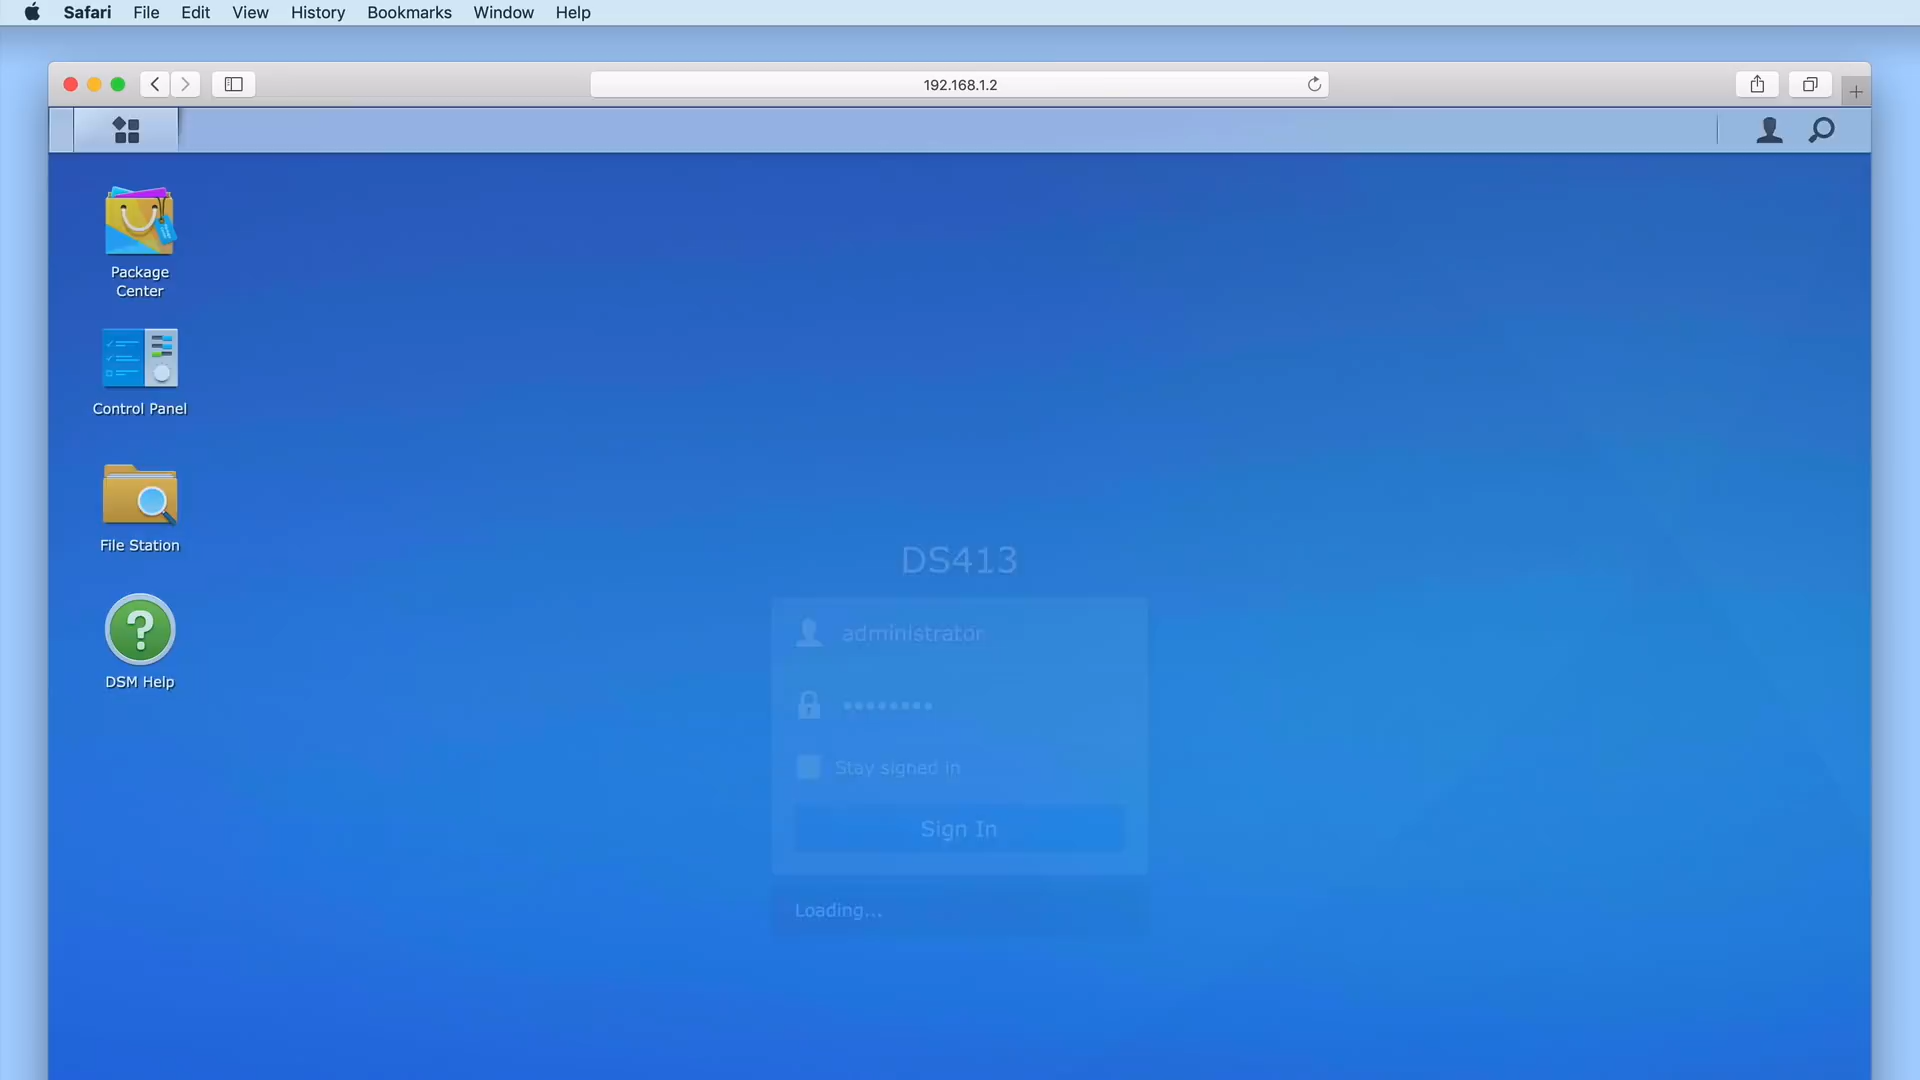 Safari File Edit View History Bookmarks Window Help
192.168.1.2
Package
Center
Control Panel
File Station
DSM Help
DS413
administrator
Stay signed in
Sign In
Loading...